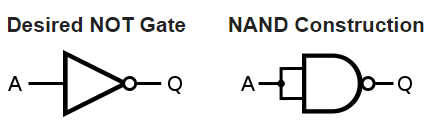 Desired NOT Gate NAND Construction
A Q A Q